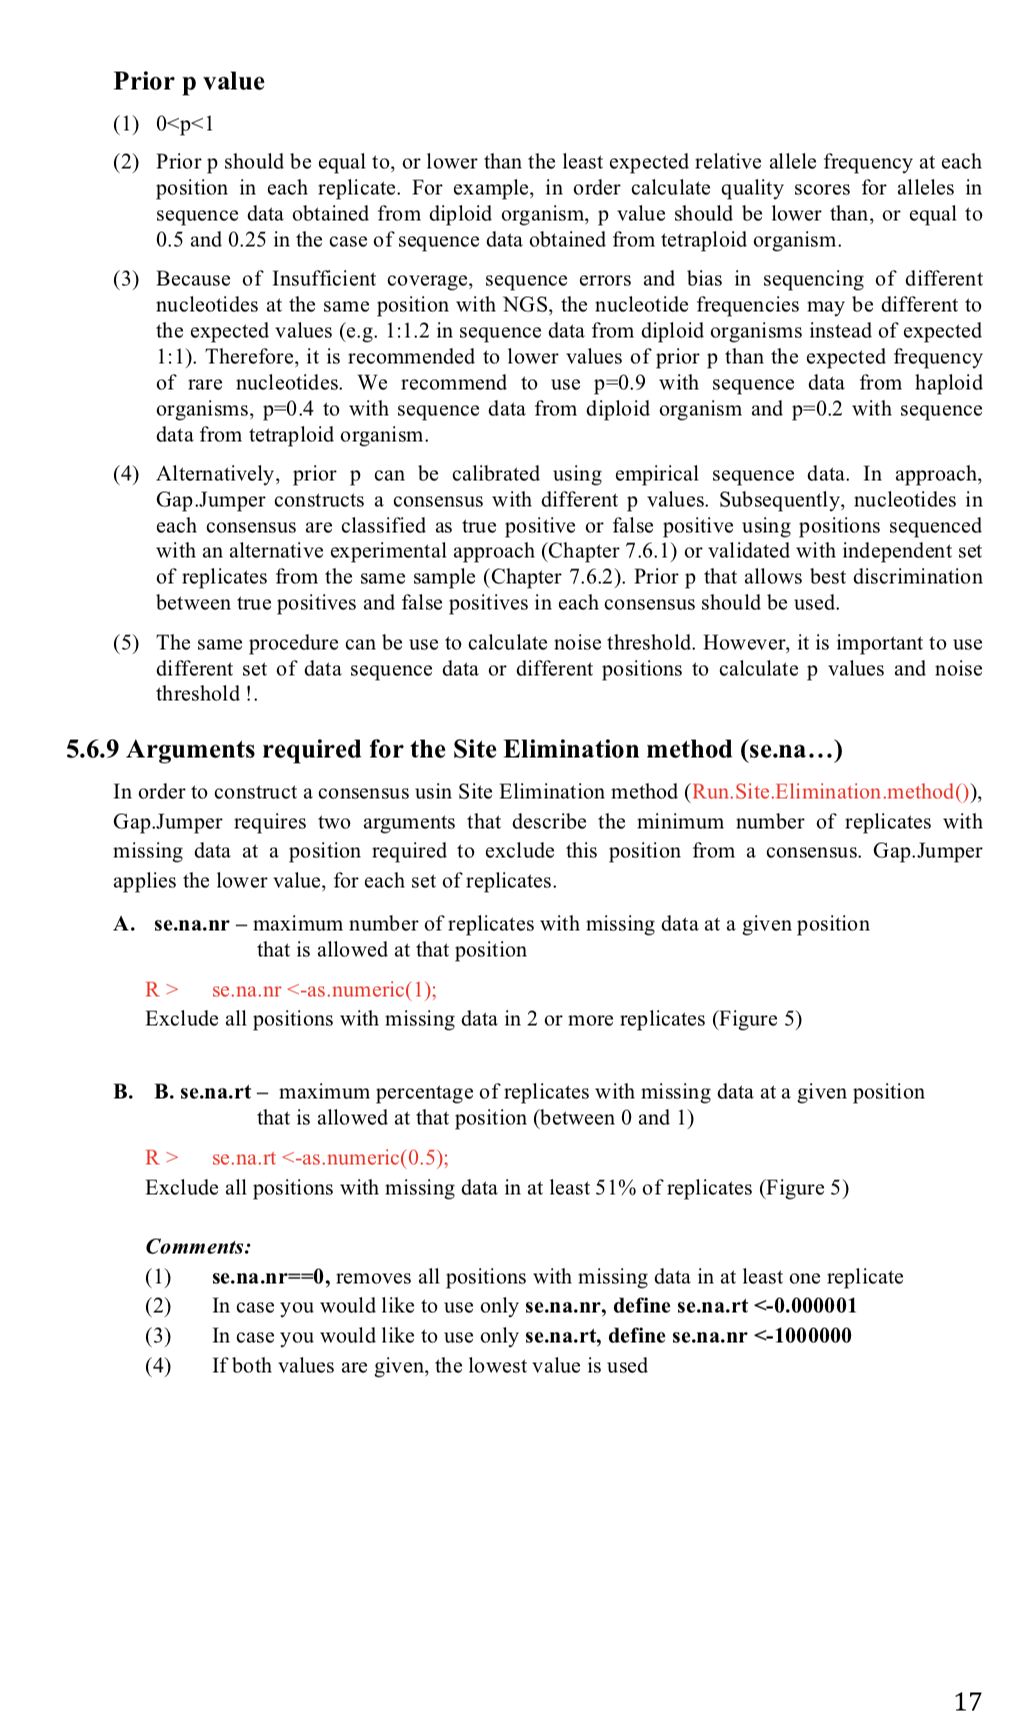 Prior p value
(1) 0<p<1
(2) Prior p should be equal to, or lower than the least expected relative allele frequency at each
position in each replicate. For example, in order calculate quality scores for alleles in
sequence data obtained from diploid organism, p value should be lower than, or equal to
0.5 and 0.25 in the case of sequence data obtained from tetraploid organism.
(3) Because of Insufficient coverage, sequence errors and bias in sequencing of different
nucleotides at the same position with NGS, the nucleotide frequencies may be different to
the expected values (e.g. 1:1.2 in sequence data from diploid organisms instead of expected
1:1). Therefore, it is recommended to lower values of prior p than the expected frequency
of rare nucleotides. We recommend to use p=0.9 with sequence data from haploid
organisms, p=0.4 to with sequence data from diploid organism and p=0.2 with sequence
data from tetraploid organism.
(4) Alternatively, prior p can be calibrated using empirical sequence data. In approach,
Gap.Jumper constructs a consensus with different p values. Subsequently, nucleotides in
each consensus are classified as true positive or false positive using positions sequenced
with an alternative experimental approach (Chapter 7.6.1) or validated with independent set
of replicates from the same sample (Chapter 7.6.2). Prior p that allows best discrimination
between true positives and false positives in each consensus should be used.
(5) The same procedure can be use to calculate noise threshold. However, it is important to use
different set of data sequence data or different positions to calculate p values and noise
threshold !.
5.6.9 Arguments required for the Site Elimination method (se.na…)
In order to construct a consensus usin Site Elimination method (Run.Site.Elimination.method()),
Gap.Jumper requires two arguments that describe the minimum number of replicates with
missing data at a position required to exclude this position from a consensus. Gap.Jumper
applies the lower value, for each set of replicates.
A. se.na.nr – maximum number of replicates with missing data at a given position
that is allowed at that position
R > se.na.nr <-as.numeric(1);
Exclude all positions with missing data in 2 or more replicates (Figure 5)
B. B. se.na.rt – maximum percentage of replicates with missing data at a given position
that is allowed at that position (between 0 and 1)
R > se.na.rt <-as.numeric(0.5);
Exclude all positions with missing data in at least 51% of replicates (Figure 5)
Comments:
(1) se.na.nr==0, removes all positions with missing data in at least one replicate
(2) In case you would like to use only se.na.nr, define se.na.rt <-0.000001
(3) In case you would like to use only se.na.rt, define se.na.nr <-1000000
(4) If both values are given, the lowest value is used
17